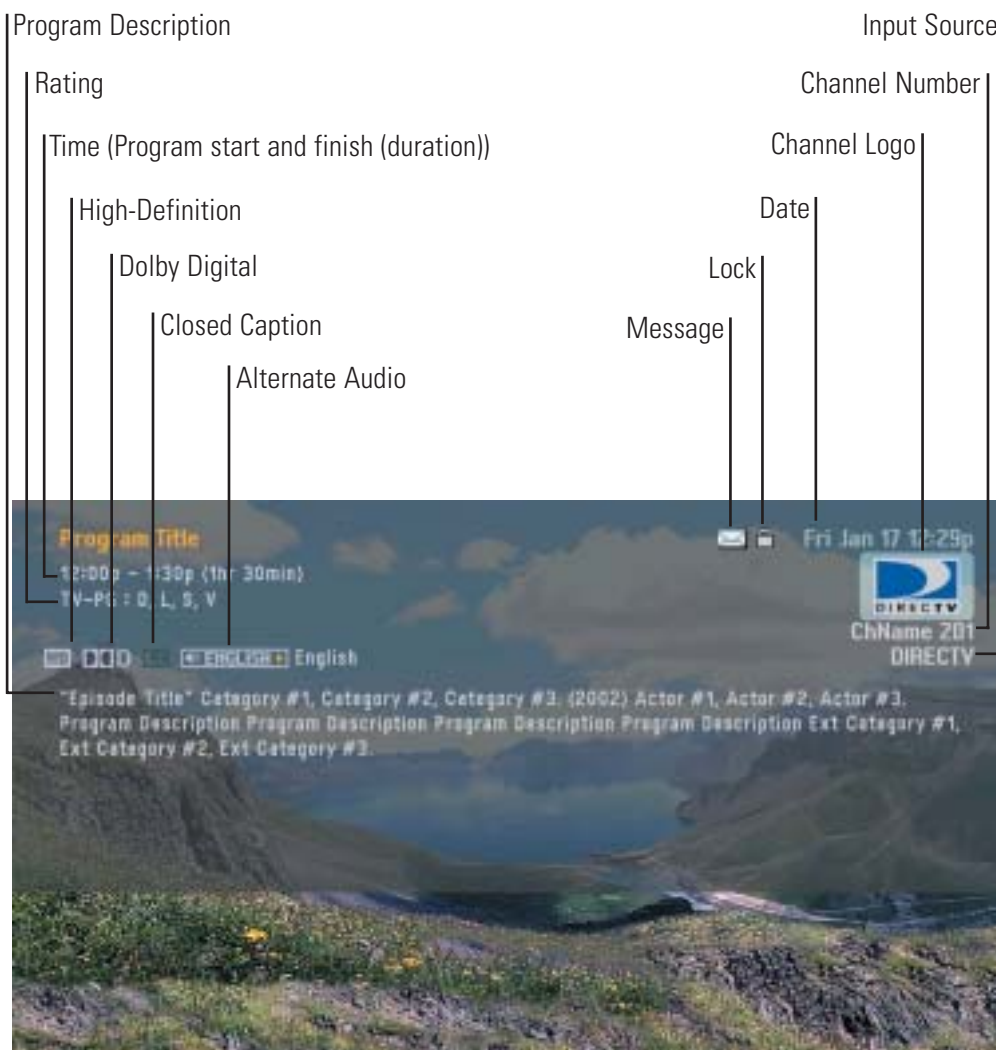 Program Description
Input Source
Rating
Channel Number
Time (Program start and finish (duration))
Channel Logo
High-Definition
Date
Dolby Digital
Lock
Closed Caption
Message
Alternate Audio
Program Title
Fri Jan 17 12:29p
12:00p - 1:30p (1hr 30min)
DIRECTV
TV-PG : D, L, S, V
ChName 201
ENGLISH English
DIRECTV
"Episode Title" Category #1, Category #2, Category #3. (2002) Actor #1, Actor #2, Actor #3.
Program Description Program Description Program Description Program Description Ext Category #1,
Ext Category #2, Ext Category #3.